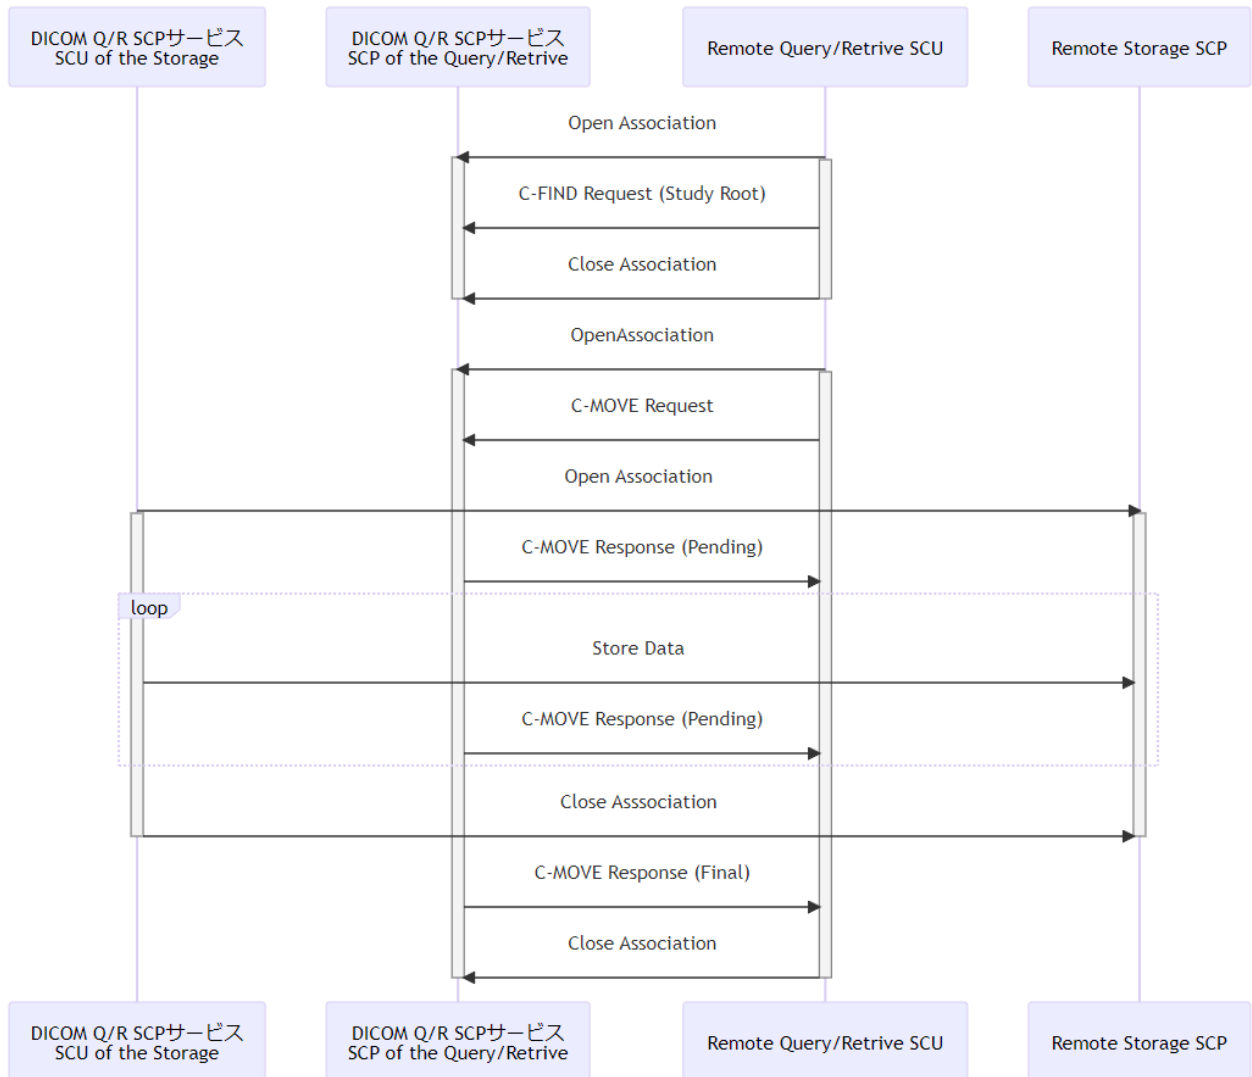 DICOM Q/R SCPサービス
SCU of the Storage
DICOM Q/R SCPサービス
SCP of the Query/Retrive
Remote Query/Retrive SCU
Remote Storage SCP
Open Association
C-FIND Request (Study Root)
Close Association
OpenAssociation
C-MOVE Request
Open Association
C-MOVE Response (Pending)
loop
Store Data
C-MOVE Response (Pending)
Close Asssociation
C-MOVE Response (Final)
Close Association
DICOM Q/R SCPサービス
SCU of the Storage
DICOM Q/R SCPサービス
SCP of the Query/Retrive
Remote Query/Retrive SCU
Remote Storage SCP